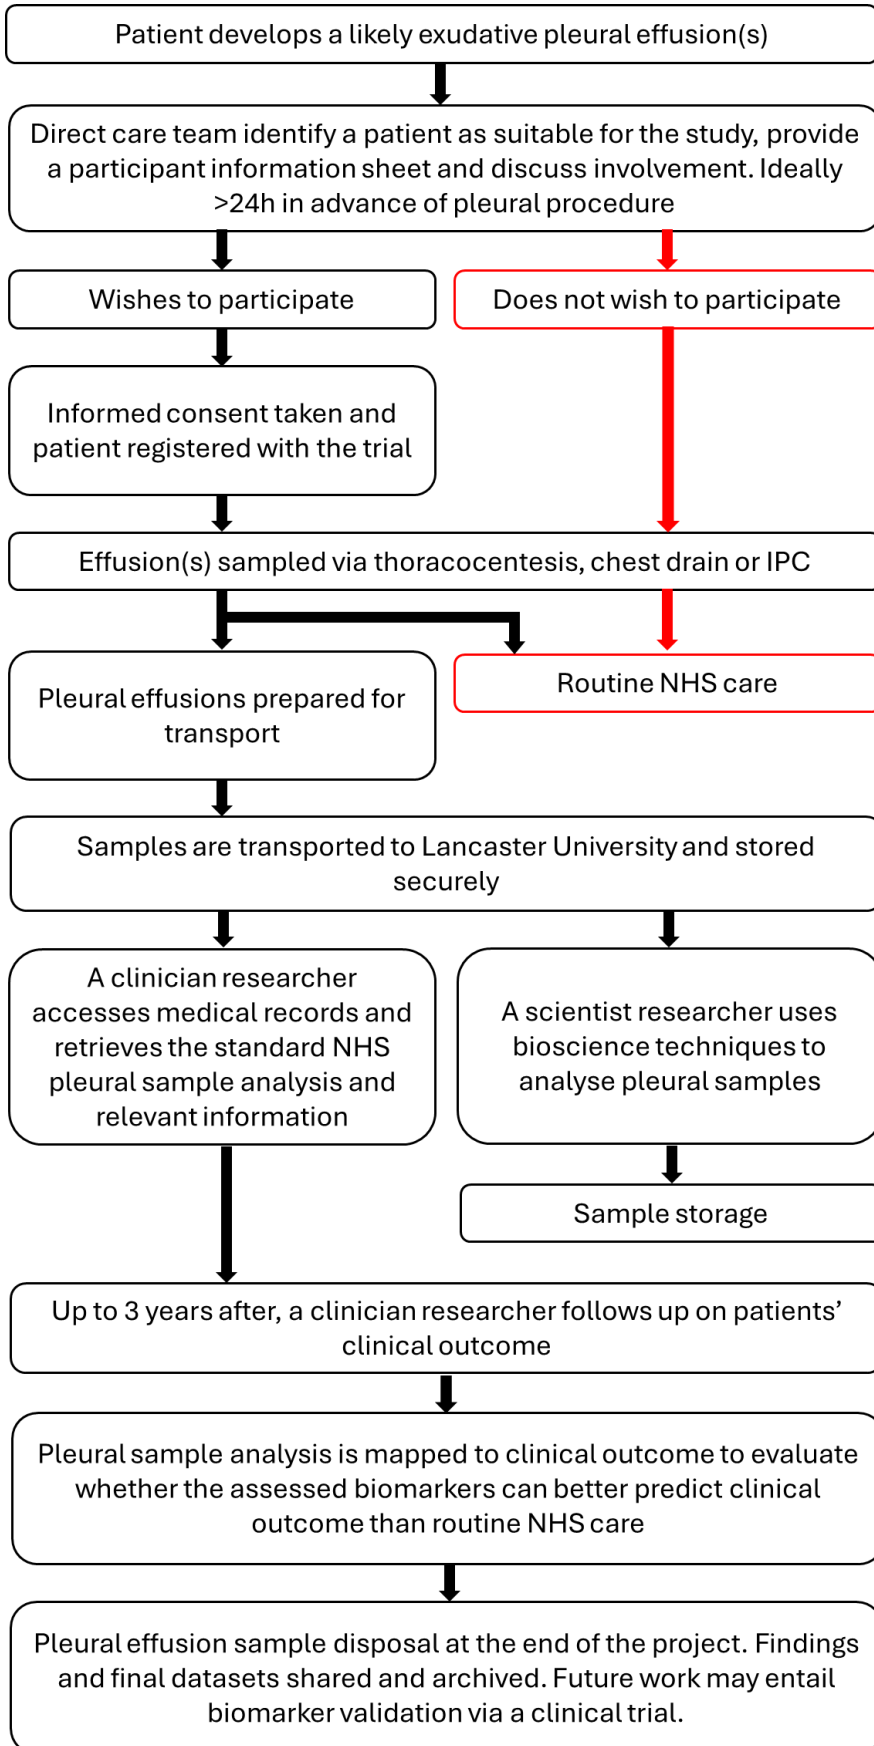 Patient develops a likely exudative pleural effusion(s)
Direct care team identify a patient as suitable for the study, provide
a participant information sheet and discuss involvement. Ideally
>24h in advance of pleural procedure
Wishes to participate
Does not wish to participate
Informed consent taken and
patient registered with the trial
Effusion(s) sampled via thoracocentesis, chest drain or IPC
Pleural effusions prepared for
transport
Routine NHS care
Samples are transported to Lancaster University and stored
securely
A clinician researcher
accesses medical records and
retrieves the standard NHS
pleural sample analysis and
relevant information
A scientist researcher uses
bioscience techniques to
analyse pleural samples
Sample storage
Up to 3 years after, a clinician researcher follows up on patients’
clinical outcome
Pleural sample analysis is mapped to clinical outcome to evaluate
whether the assessed biomarkers can better predict clinical
outcome than routine NHS care
Pleural effusion sample disposal at the end of the project. Findings
and final datasets shared and archived. Future work may entail
biomarker validation via a clinical trial.